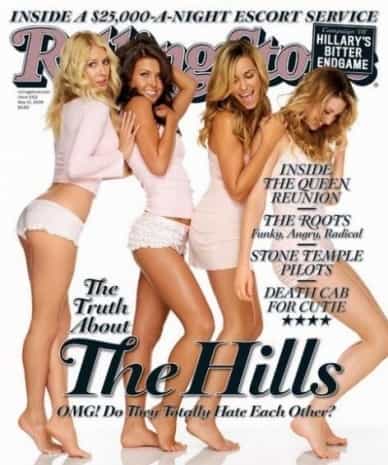 INSIDE A $25,000-A-NIGHT ESCORT SERVICE
Rolling Stone
Campaign '08
HILLARY'S
BITTER
ENDGAME
INSIDE
THE QUEEN
REUNION
THE ROOTS
Funky, Angry, Radical
STONE TEMPLE
PILOTS
DEATH CAB
FOR CUTIE
★★★★
The
Truth
About
The Hills
OMG! Do They Totally Hate Each Other?